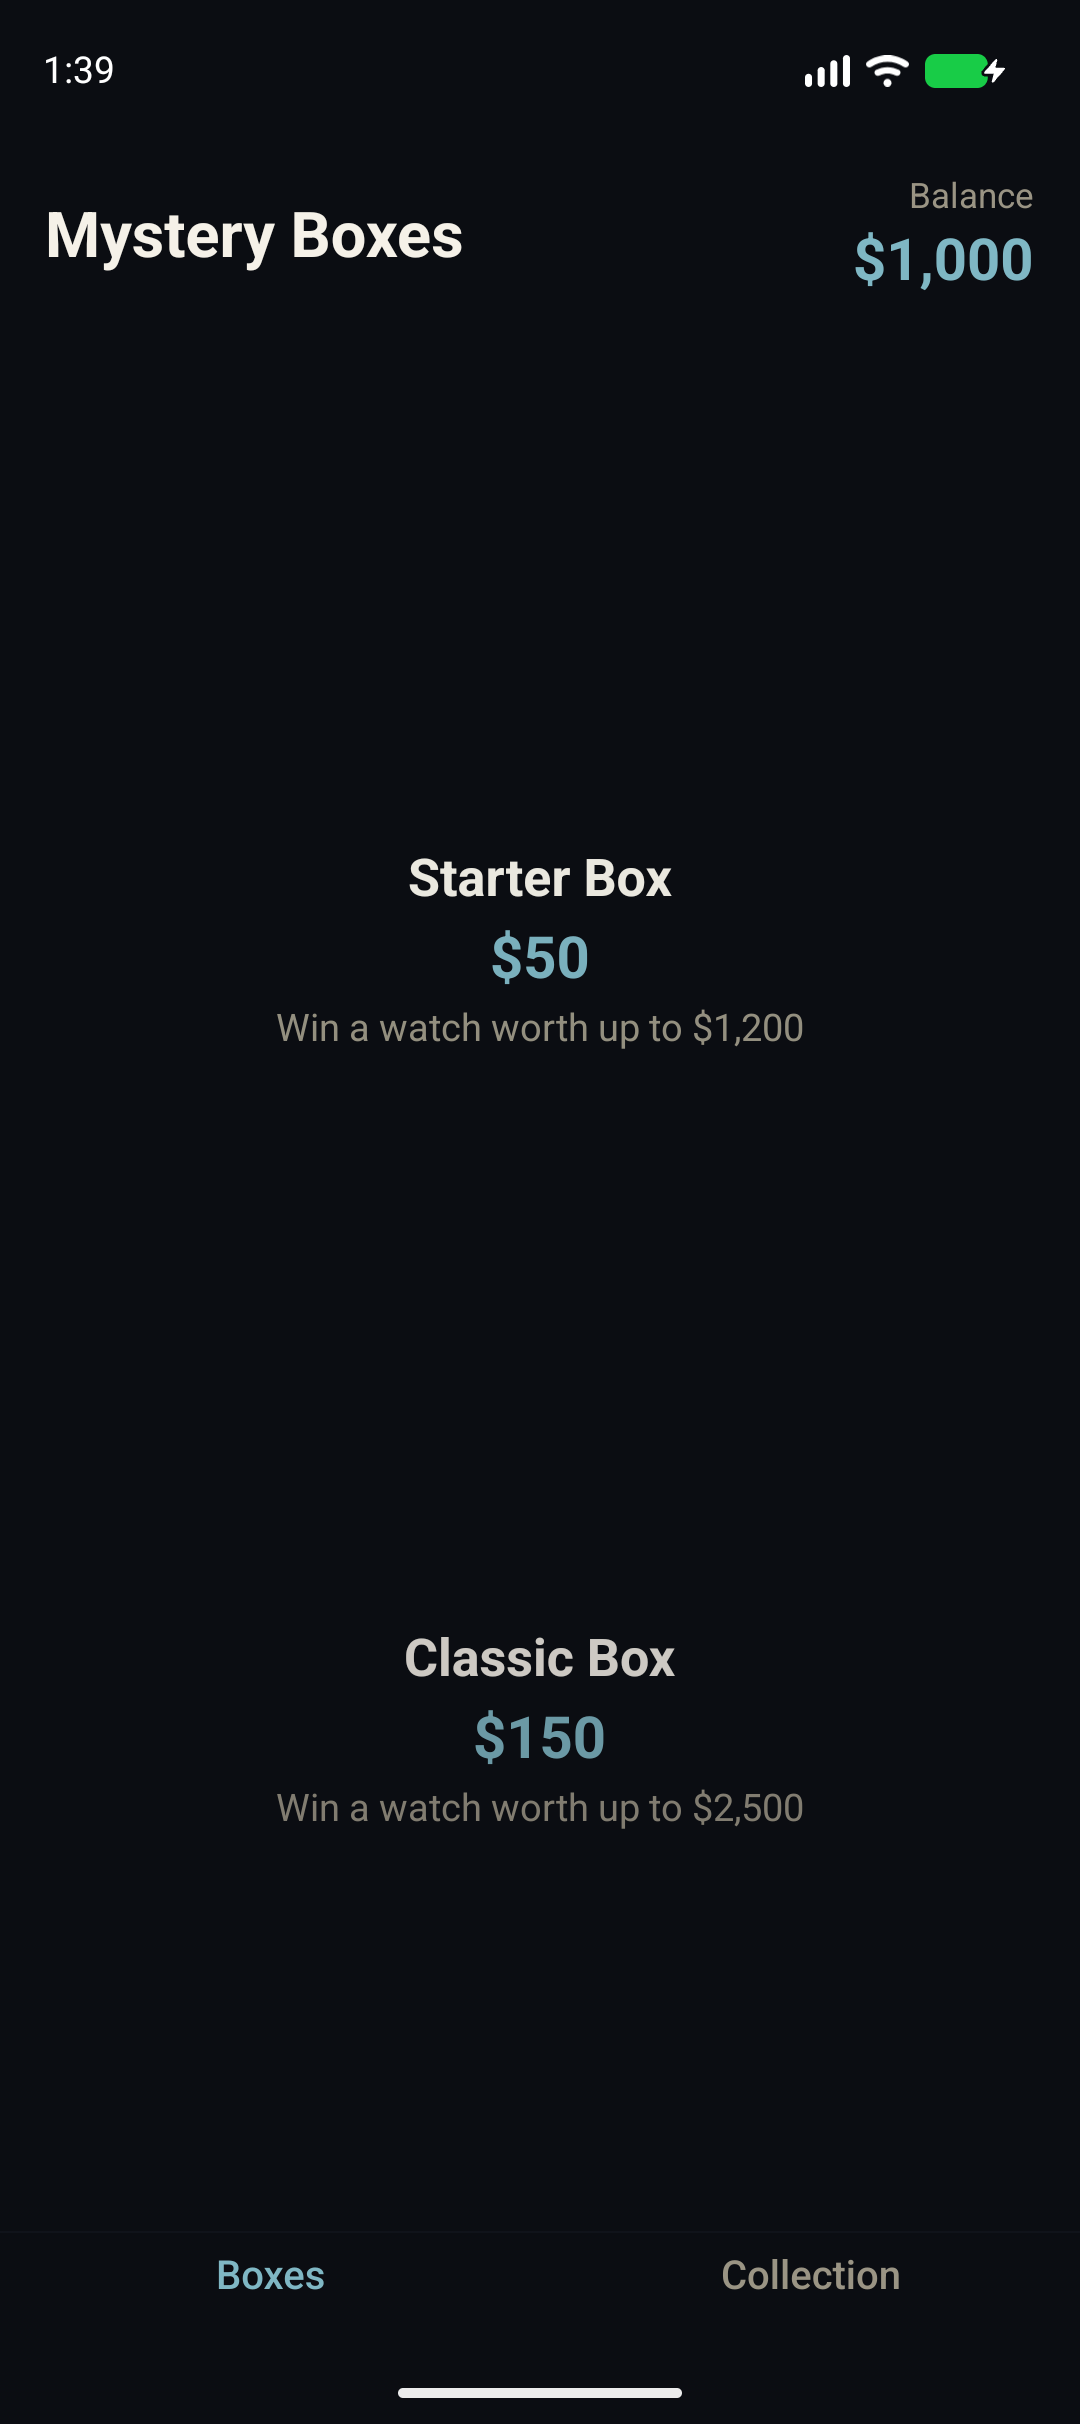 1:39
Mystery Boxes
Balance
$1,000
Starter Box
$50
Win a watch worth up to $1,200
Classic Box
$150
Win a watch worth up to $2,500
Boxes
Collection